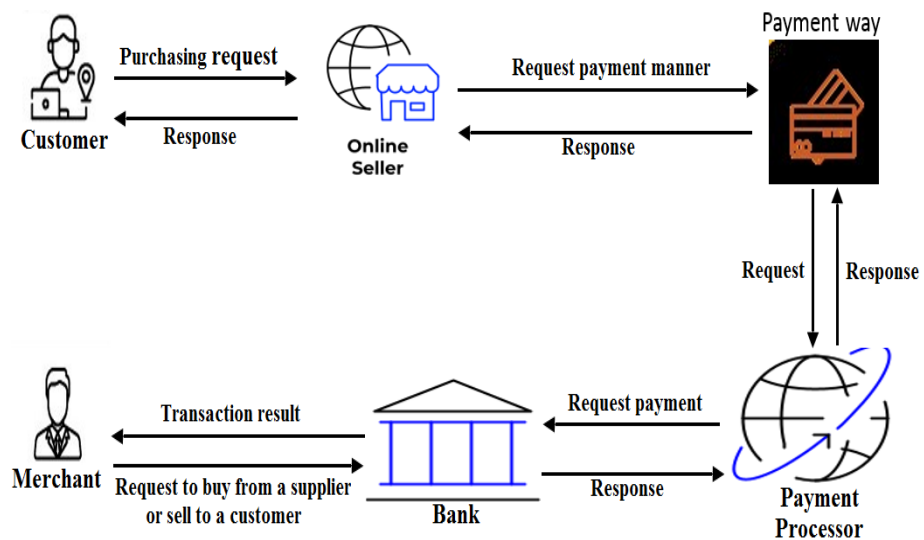 Payment way
Purchasing request
Request payment manner
Response
Response
Customer
Online
Seller
Request
Response
Transaction result
Request payment
Merchant
Request to buy from a supplier
or sell to a customer
Bank
Response
Payment
Processor